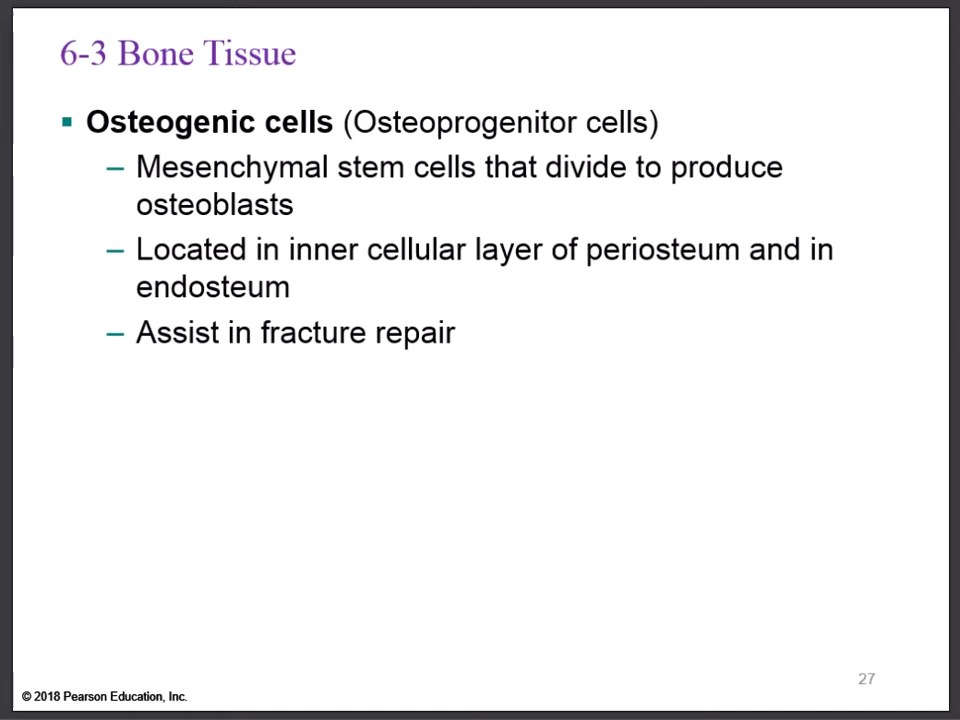 6-3 Bone Tissue
▪ Osteogenic cells (Osteoprogenitor cells)
– Mesenchymal stem cells that divide to produce
osteoblasts
– Located in inner cellular layer of periosteum and in
endosteum
– Assist in fracture repair
27
© 2018 Pearson Education, Inc.